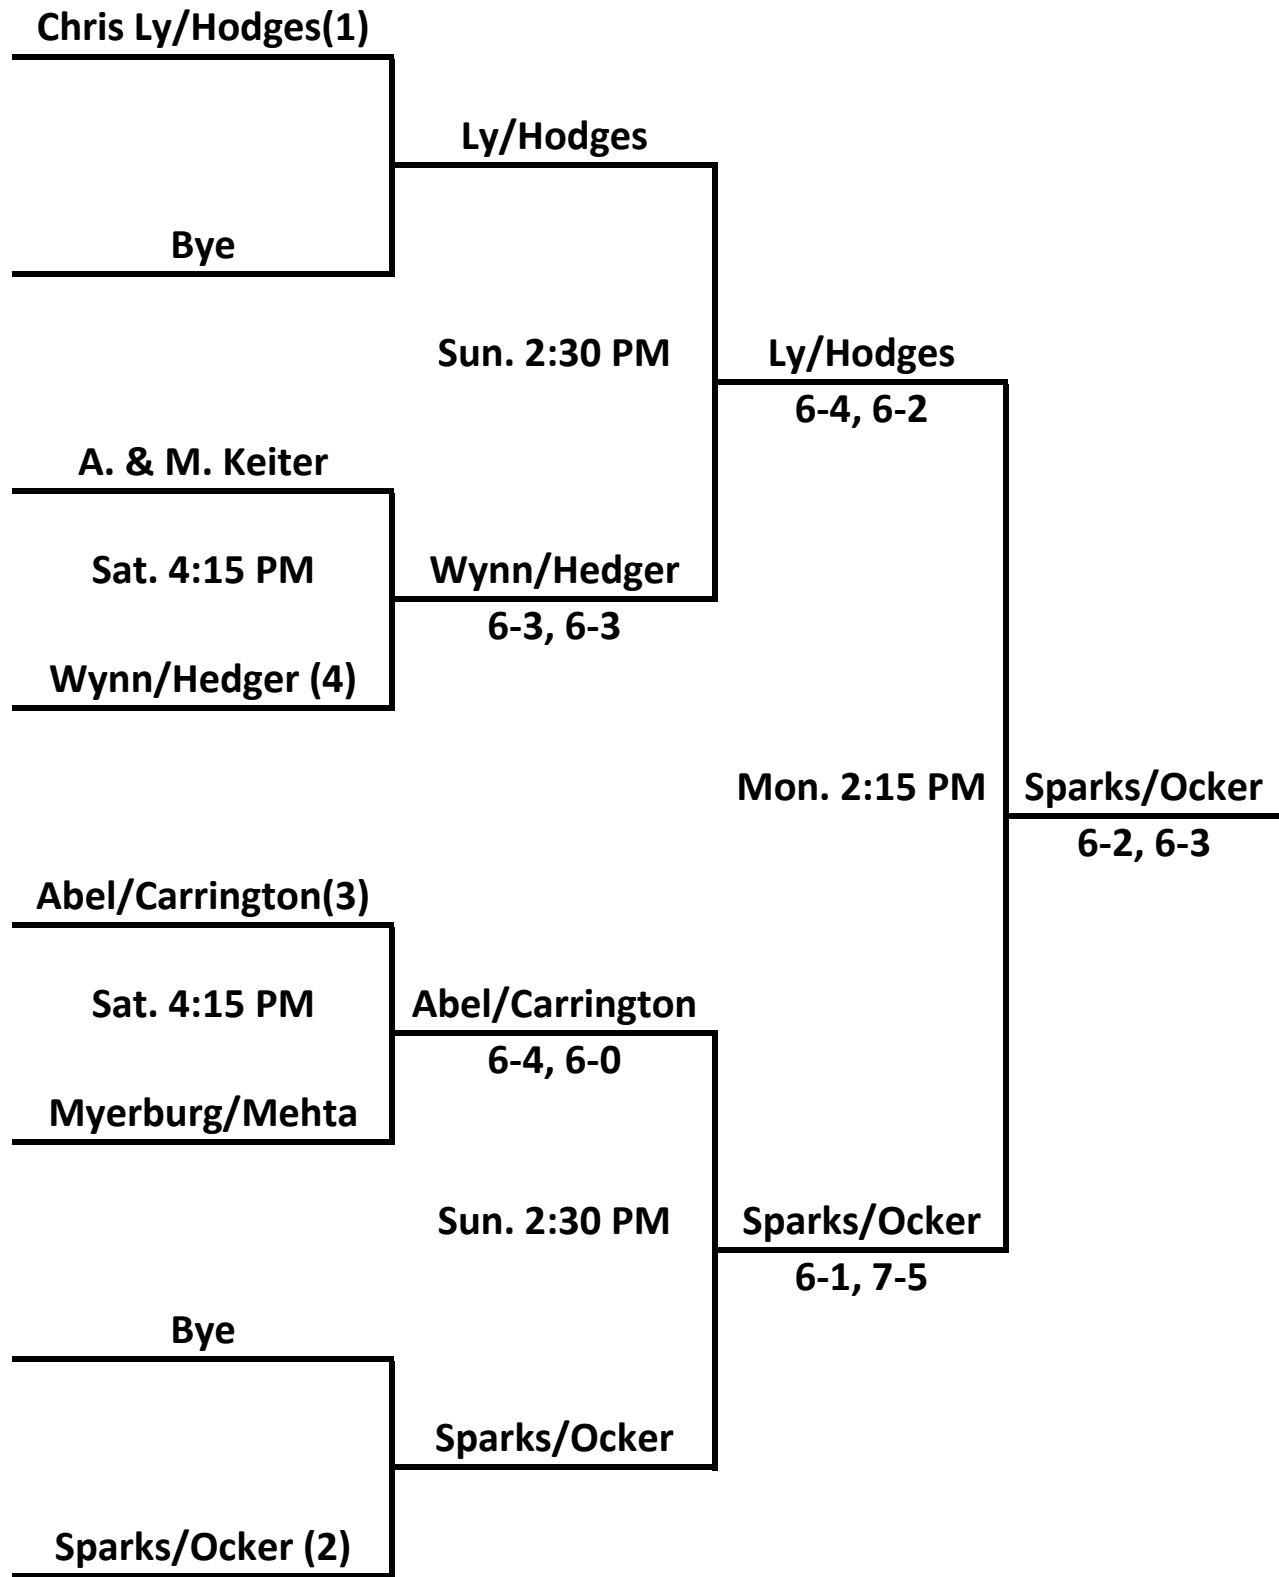 Chris Ly/Hodges(1)
Ly/Hodges
Bye
Sun. 2:30 PM
Ly/Hodges
6-4, 6-2
A. & M. Keiter
Sat. 4:15 PM
Wynn/Hedger
6-3, 6-3
Wynn/Hedger (4)
Mon. 2:15 PM
Sparks/Ocker
6-2, 6-3
Abel/Carrington(3)
Sat. 4:15 PM
Abel/Carrington
6-4, 6-0
Myerburg/Mehta
Sun. 2:30 PM
Sparks/Ocker
6-1, 7-5
Bye
Sparks/Ocker
Sparks/Ocker (2)